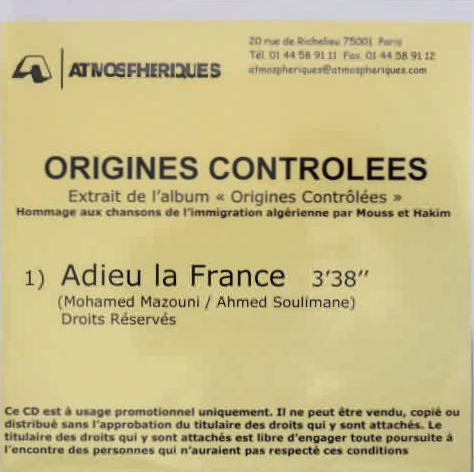 ATMOSPHERIQUES
20 rue de Richelieu 75001 Paris
Tél. 01 44 58 91 11 Fax. 01 44 58 91 12
atmospheriques@atmospheriques.com
ORIGINES CONTROLEES
Extrait de l'album « Origines Contrôlées »
Hommage aux chansons de l'immigration algérienne par Mouss et Hakim
1) Adieu la France 3'38''
(Mohamed Mazouni / Ahmed Soulimane)
Droits Réservés
Ce CD est à usage promotionnel uniquement. Il ne peut être vendu, copié ou
distribué sans l'approbation du titulaire des droits qui y sont attachés. Le
titulaire des droits qui y sont attachés est libre d'engager toute poursuite à
l'encontre des personnes qui n'auraient pas respecté ces conditions